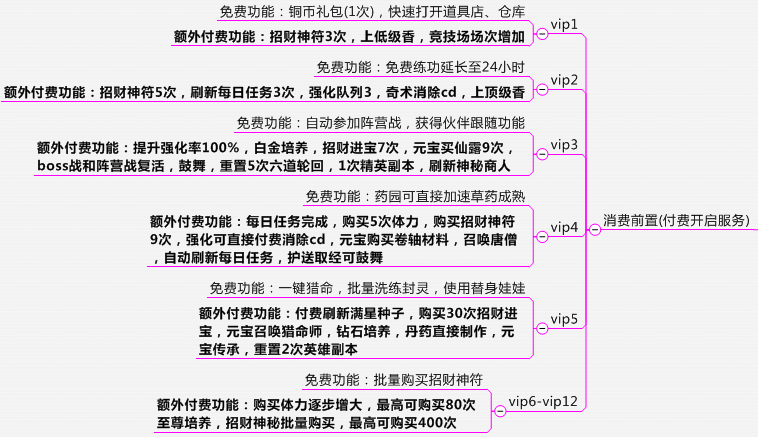 免费功能：铜币礼包(1次)，快速打开道具店、仓库
额外付费功能：招财神符3次，上低级香，竞技场场次增加
vip1
免费功能：免费练功延长至24小时
额外付费功能：招财神符5次，刷新每日任务3次，强化队列3，奇术消除cd，上顶级香
vip2
免费功能：自动参加阵营战，获得伙伴跟随功能
额外付费功能：提升强化率100%，白金培养，招财进宝7次，元宝买仙露9次，
boss战和阵营战复活，鼓舞，重置5次六道轮回，1次精英副本，刷新神秘商人
vip3
免费功能：药园可直接加速草药成熟
额外付费功能：每日任务完成，购买5次体力，购买招财神符
9次，强化可直接付费消除cd，元宝购买卷轴材料，召唤唐僧
，自动刷新每日任务，护送取经可鼓舞
vip4
免费功能：一键猎命，批量洗练封灵，使用替身娃娃
额外付费功能：付费刷新满星种子，购买30次招财进
宝，元宝召唤猎命师，钻石培养，丹药直接制作，元
宝传承，重置2次英雄副本
vip5
免费功能：批量购买招财神符
额外付费功能：购买体力逐步增大，最高可购买80次
至尊培养，招财神秘批量购买，最高可购买400次
vip6-vip12
消费前置(付费开启服务)